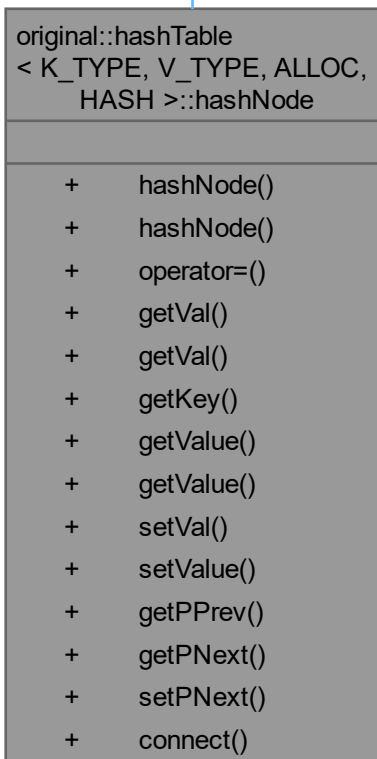 original::hashTable
< K_TYPE, V_TYPE, ALLOC,
HASH >::hashNode
+ hashNode()
+ hashNode()
+ operator=()
+ getVal()
+ getVal()
+ getKey()
+ getValue()
+ getValue()
+ setVal()
+ setValue()
+ getPPrev()
+ getPNext()
+ setPNext()
+ connect()